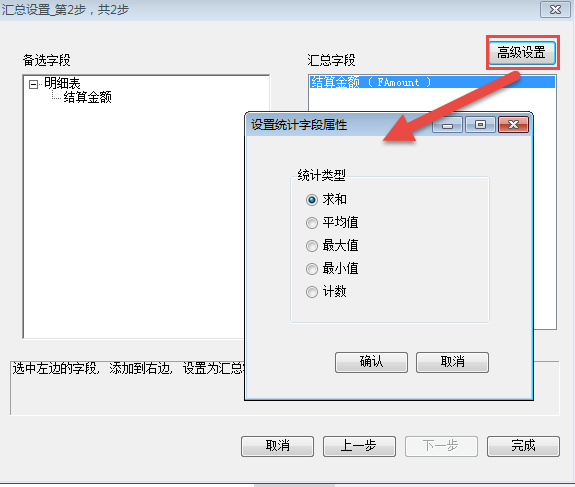 汇总设置_第2步，共2步
高级设置
备选字段
汇总字段
明细表
结算金额
结算金额 ( FAmount )
设置统计字段属性
统计类型
求和
平均值
最大值
最小值
计数
确认
取消
选中左边的字段, 添加到右边, 设置为汇总
取消
上一步
下一步
完成